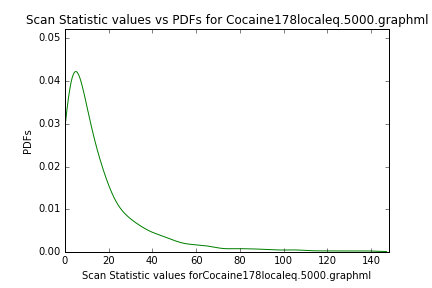 Scan Statistic values vs PDFs for Cocaine178localeq.5000.graphml
0.05
0.04
0.03
0.02
0.01
0.00
PDFs
0 20 40 60 80 100 120 140
Scan Statistic values forCocaine178localeq.5000.graphml